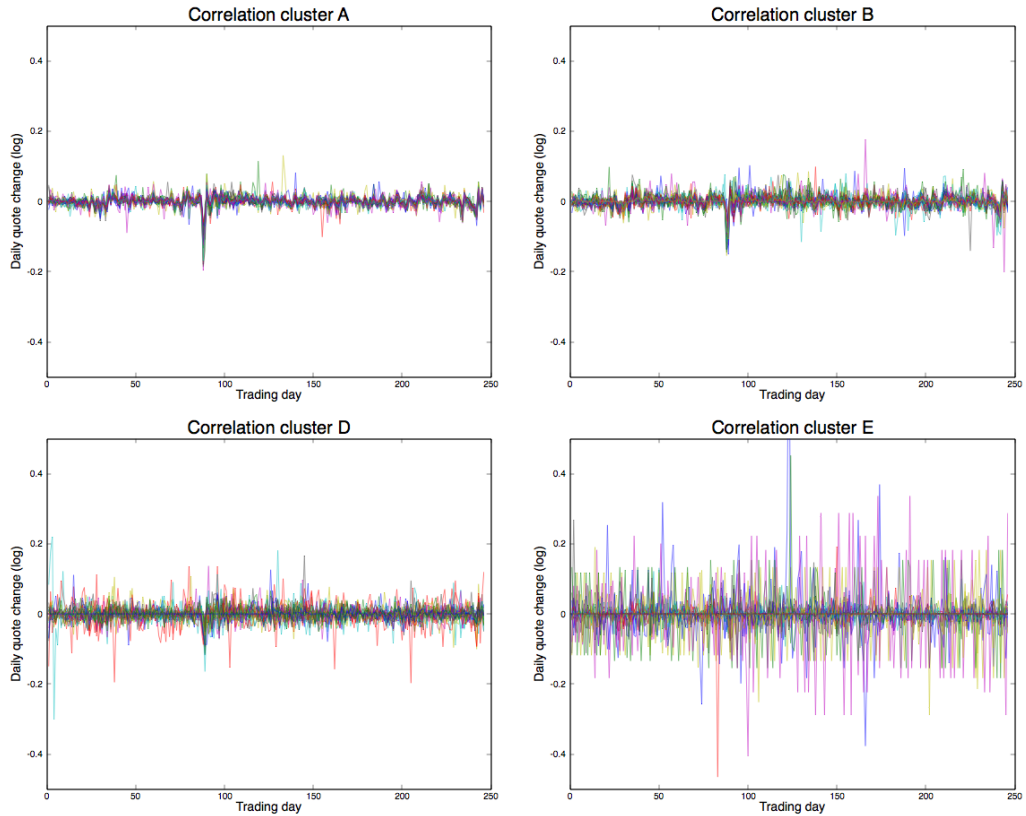 Correlation cluster A
0.4
0.2
0
-0.2
-0.4
Daily quote change (log)
0 50 100 150 200 250
Trading day
Correlation cluster B
0.4
0.2
0
-0.2
-0.4
Daily quote change (log)
0 50 100 150 200 250
Trading day
Correlation cluster D
0.4
0.2
0
-0.2
-0.4
Daily quote change (log)
0 50 100 150 200 250
Trading day
Correlation cluster E
0.4
0.2
0
-0.2
-0.4
Daily quote change (log)
0 50 100 150 200 250
Trading day